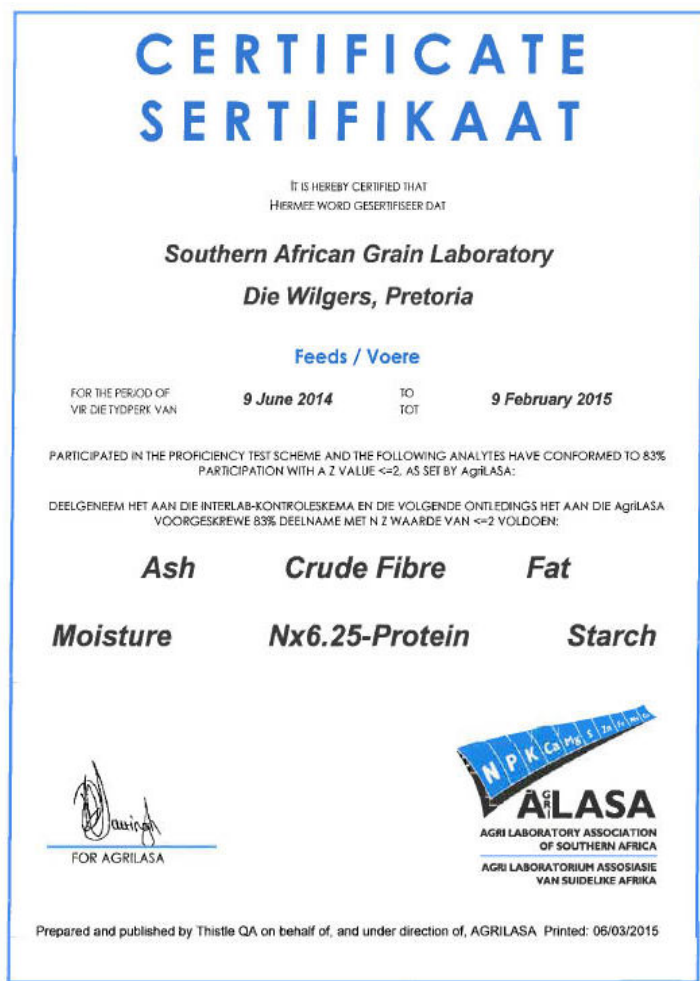 CERTIFICATE
SERTIFIKAAT
IT IS HEREBY CERTIFIED THAT
HIERMEE WORD GESERTIFISEER DAT
Southern African Grain Laboratory
Die Wilgers, Pretoria
Feeds / Voere
FOR THE PERIOD OF
VIR DIE TYDPERK VAN
9 June 2014
TO
TOT
9 February 2015
PARTICIPATED IN THE PROFICIENCY TEST SCHEME AND THE FOLLOWING ANALYTES HAVE CONFORMED TO 83%
PARTICIPATION WITH A Z VALUE <=2, AS SET BY AgriLASA:
DEELGENEEM HET AAN DIE INTERLAB-KONTROLESKEMA EN DIE VOLGENDE ONTLEDINGS HET AAN DIE AgriLASA
VOORGESKREWE 83% DEELNAME MET N Z WAARDE VAN <=2 VOLDOEN:
Ash Crude Fibre Fat
Moisture Nx6.25-Protein Starch
N P K Ca Mg S Zn Fe Mn
AGRILASA
AGRI LABORATORY ASSOCIATION
OF SOUTHERN AFRICA
AGRI LABORATORIUM ASSOSIASIE
VAN SUIDELIKE AFRIKA
FOR AGRILASA
Prepared and published by Thistle QA on behalf of, and under direction of, AGRILASA Printed: 06/03/2015